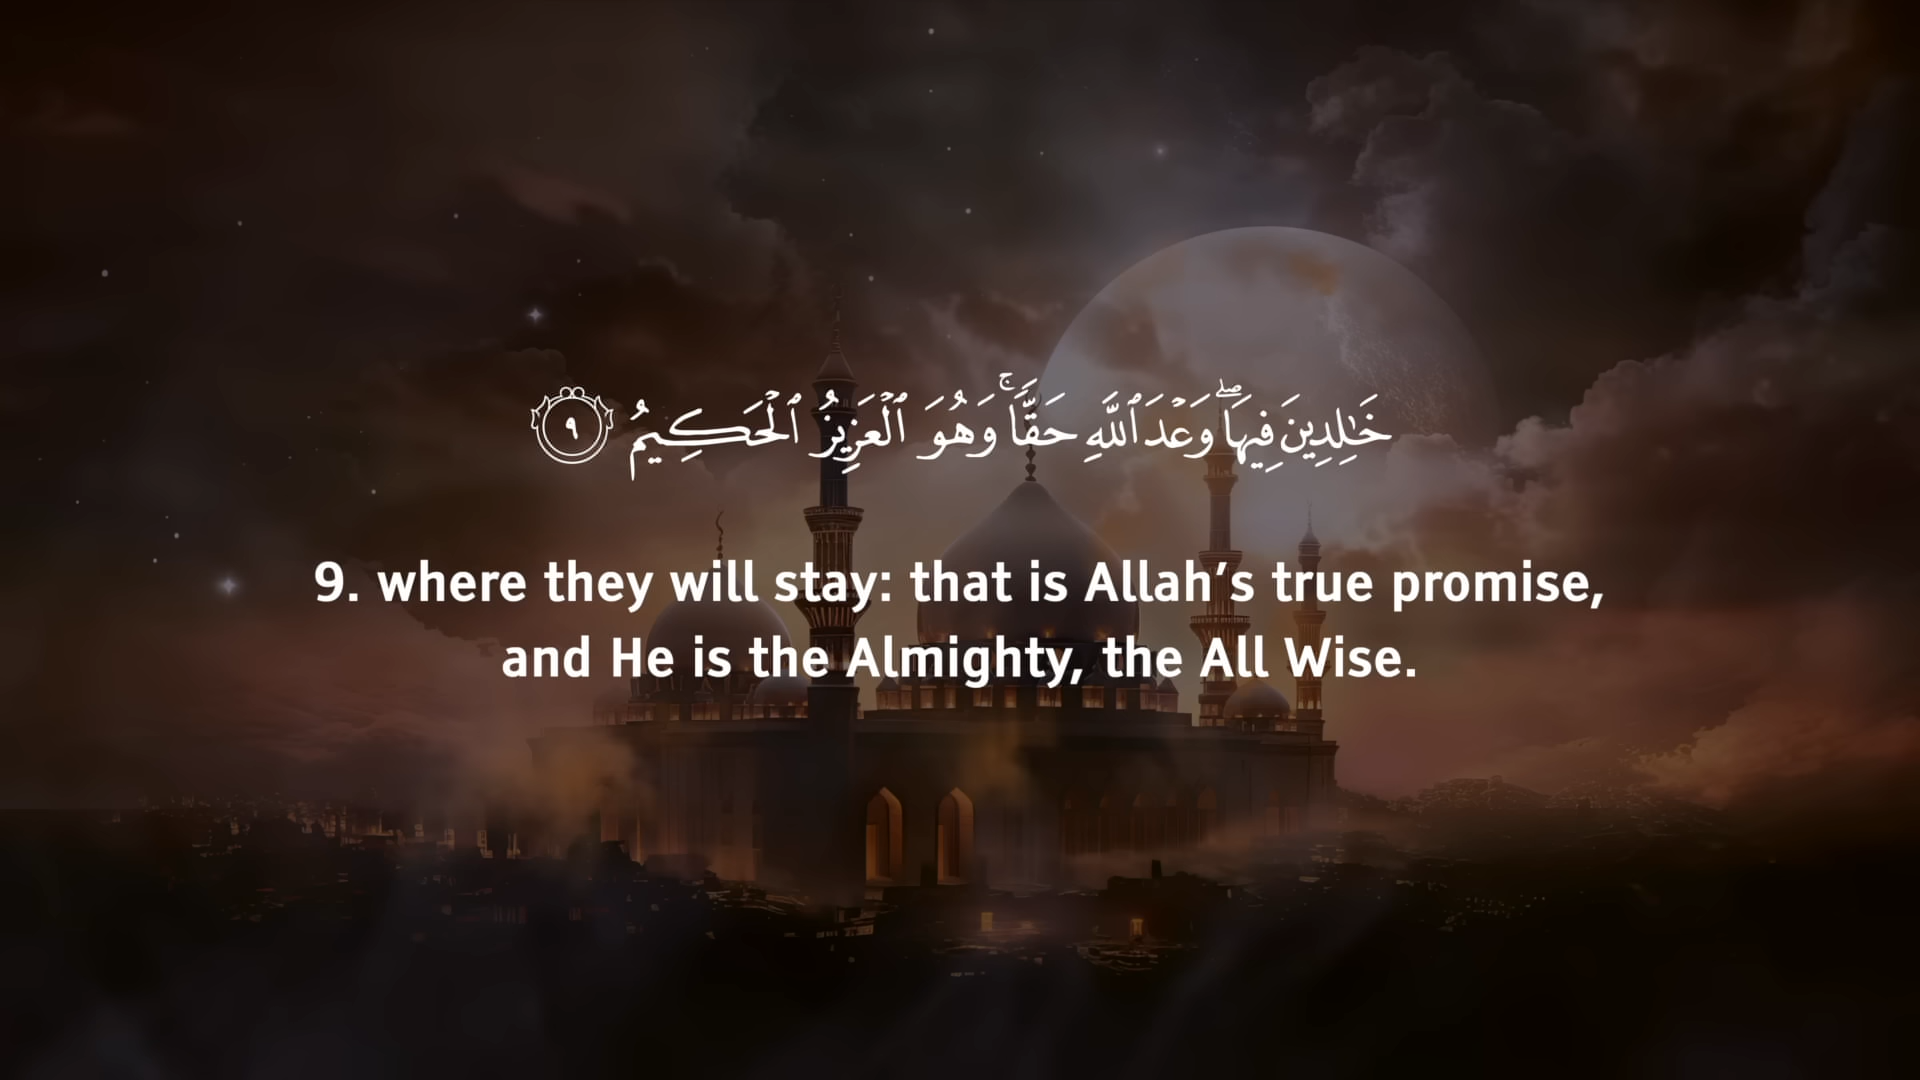 خَٰلِدِينَ فِيهَاۖ وَعۡدَ ٱللَّهِ حَقّٗاۚ وَهُوَ ٱلۡعَزِيزُ ٱلۡحَكِيمُ ٩
9. where they will stay: that is Allah’s true promise,
and He is the Almighty, the All Wise.